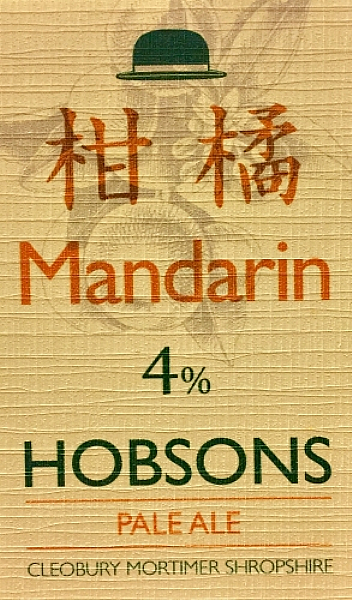 柑橘
Mandarin
4%
HOBSONS
PALE ALE
CLEOBURY MORTIMER SHROPSHIRE